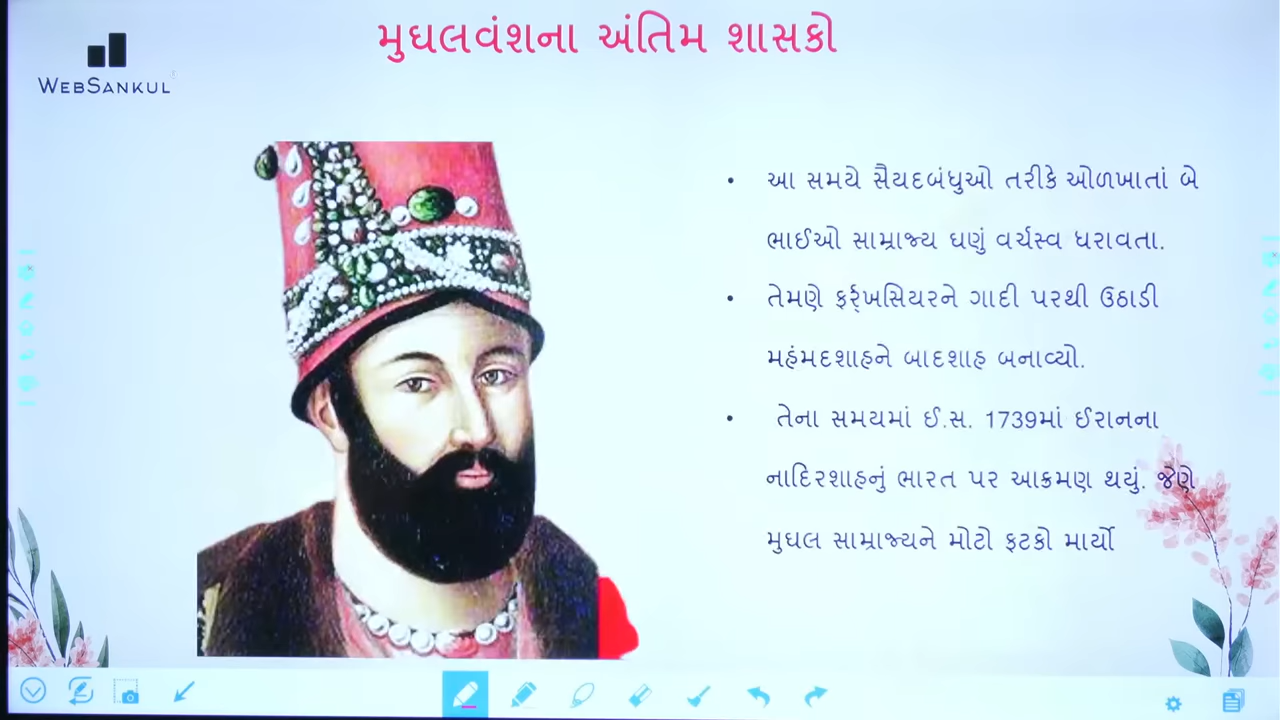 મુઘલવંશના અંતિમ શાસકો
WEBSANKUL
• આ સમયે સૈયદબંધુઓ તરીકે ઓળખાતાં બે
ભાઈઓ સામ્રાજ્ય ઘણું વર્ચસ્વ ધરાવતા.
• તેમણે ફર્રુખસિયરને ગાદી પરથી ઉઠાડી
મહંમદશાહને બાદશાહ બનાવ્યો.
• તેના સમયમાં ઈ.સ. 1739માં ઈરાનના
નાદિરશાહનું ભારત પર આક્રમણ થયું. જેણે
મુઘલ સામ્રાજ્યને મોટો ફટકો માર્યો